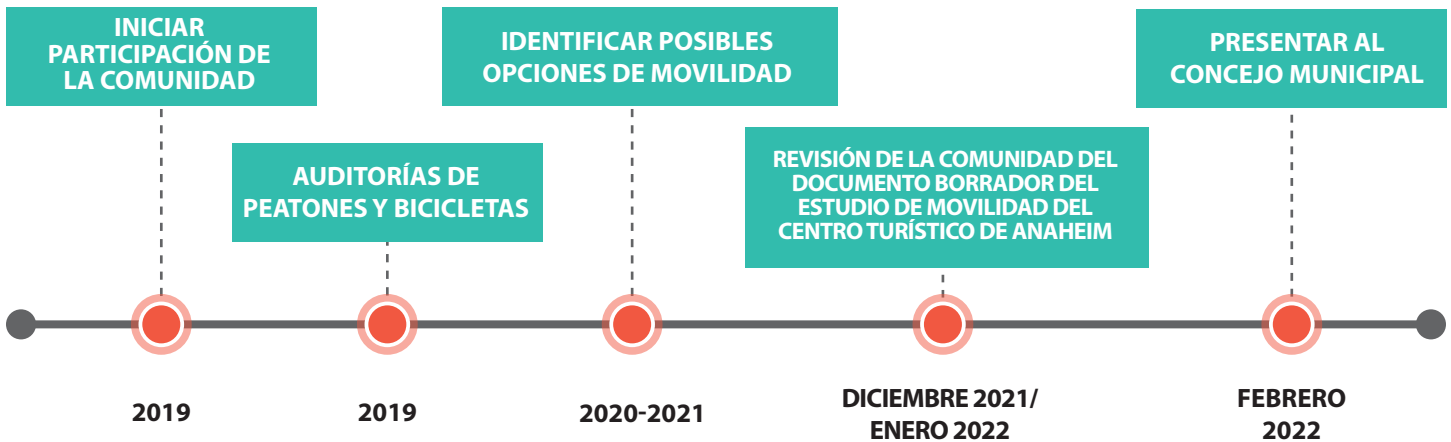 INICIAR
PARTICIPACIÓN DE
LA COMUNIDAD
AUDITORÍAS DE
PEATONES Y BICICLETAS
IDENTIFICAR POSIBLES
OPCIONES DE MOVILIDAD
REVISIÓN DE LA COMUNIDAD DEL
DOCUMENTO BORRADOR DEL
ESTUDIO DE MOVILIDAD DEL
CENTRO TURÍSTICO DE ANAHEIM
PRESENTAR AL
CONCEJO MUNICIPAL
2019
2019
2020-2021
DICIEMBRE 2021/
ENERO 2022
FEBRERO
2022